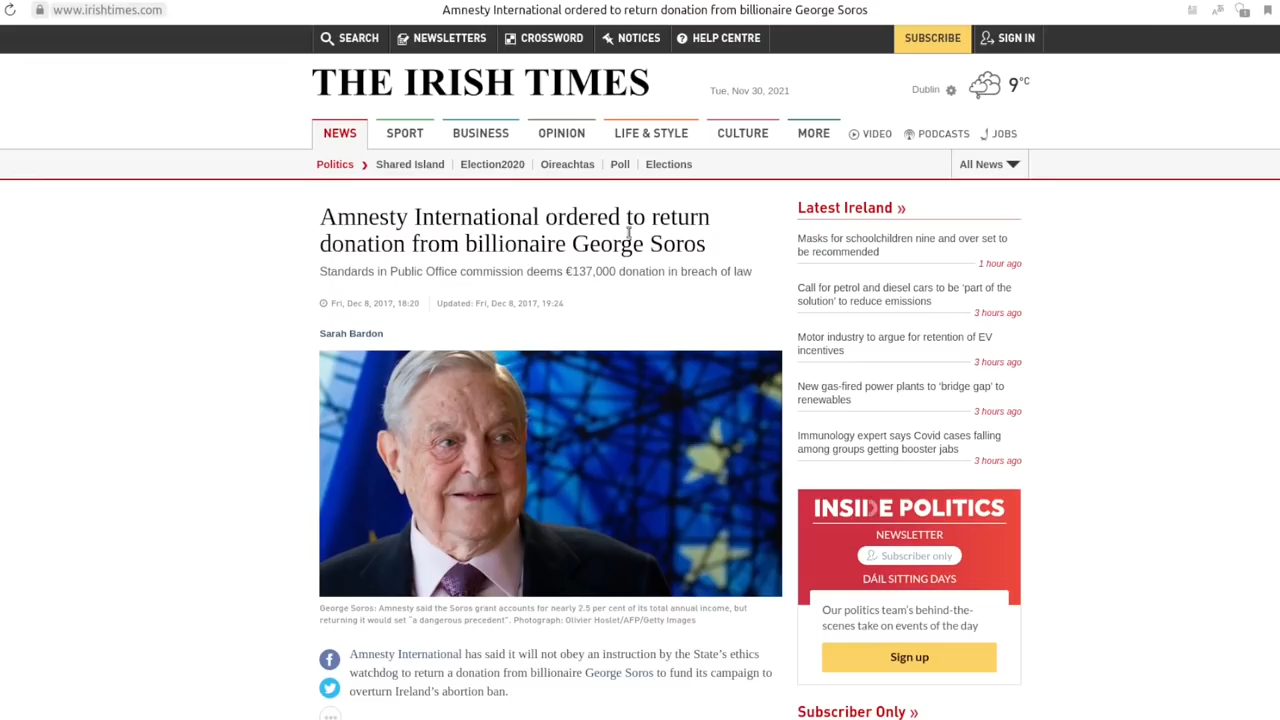 www.irishtimes.com
Amnesty International ordered to return donation from billionaire George Soros
SEARCH
NEWSLETTERS
CROSSWORD
NOTICES
HELP CENTRE
SUBSCRIBE
SIGN IN
THE IRISH TIMES
Tue, Nov 30, 2021
Dublin
9°C
NEWS
SPORT
BUSINESS
OPINION
LIFE & STYLE
CULTURE
MORE
VIDEO
PODCASTS
JOBS
Politics
Shared Island
Election2020
Oireachtas
Poll
Elections
All News
Amnesty International ordered to return
donation from billionaire George Soros
Standards in Public Office commission deems €137,000 donation in breach of law
Fri, Dec 8, 2017, 18:20
Updated: Fri, Dec 8, 2017, 19:24
Sarah Bardon
George Soros: Amnesty said the Soros grant accounts for nearly 2.5 per cent of its total annual income, but
returning it would set “a dangerous precedent”. Photograph: Olivier Hoslet/AFP/Getty Images
Amnesty International has said it will not obey an instruction by the State’s ethics
watchdog to return a donation from billionaire George Soros to fund its campaign to
overturn Ireland’s abortion ban.
Latest Ireland »
Masks for schoolchildren nine and over set to
be recommended
1 hour ago
Call for petrol and diesel cars to be ‘part of the
solution’ to reduce emissions
3 hours ago
Motor industry to argue for retention of EV
incentives
3 hours ago
New gas-fired power plants to ‘bridge gap’ to
renewables
3 hours ago
Immunology expert says Covid cases falling
among groups getting booster jabs
3 hours ago
INSIDE POLITICS
NEWSLETTER
Subscriber only
DÁIL SITTING DAYS
Our politics team’s behind-the-
scenes take on events of the day
Sign up
Subscriber Only »